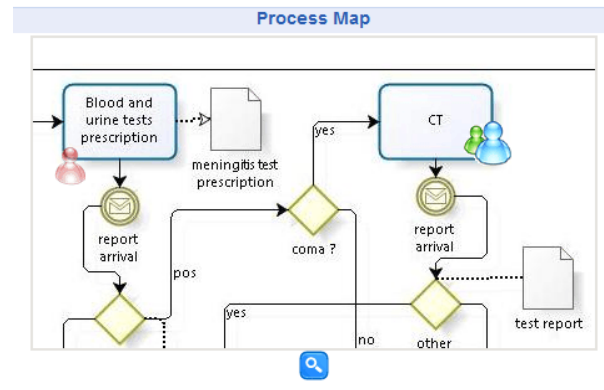 Process Map
Blood and
urine tests
prescription
meningitis test
prescription
yes
CT
report
arrival
coma ?
report
arrival
pos
yes
no
other
test report